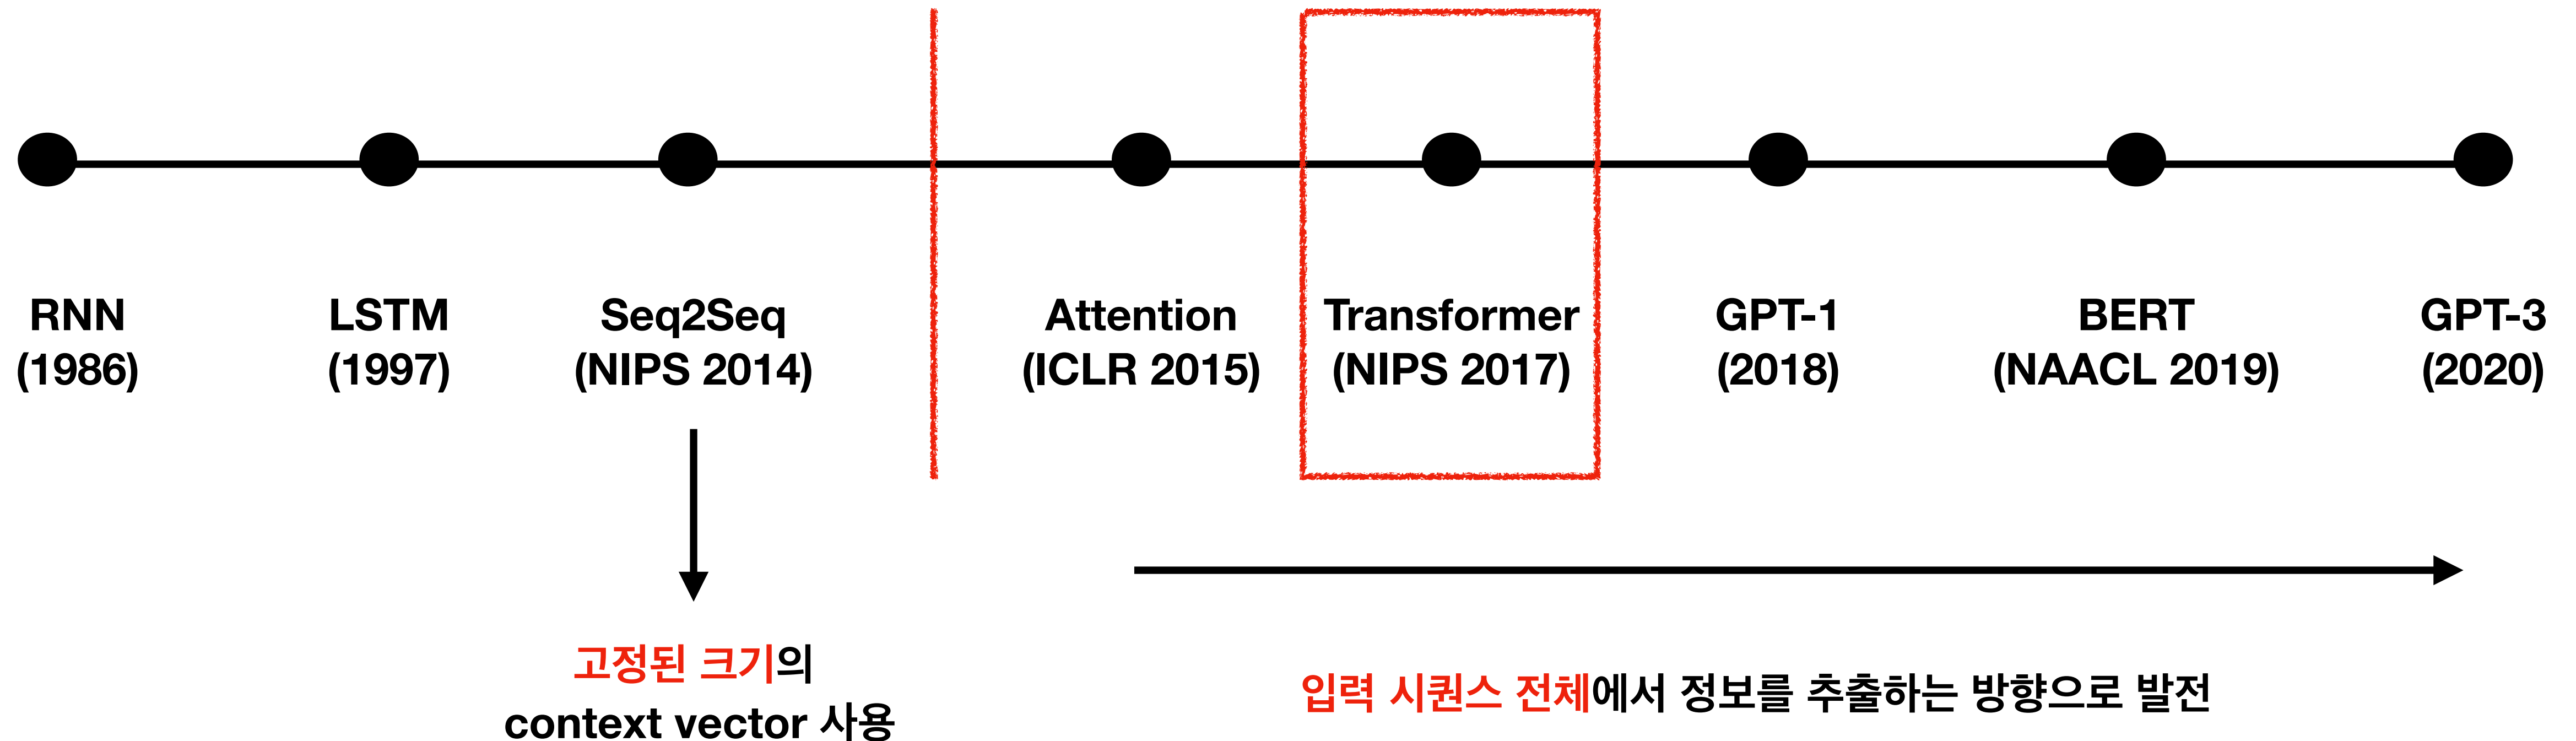 RNN
(1986)
LSTM
(1997)
Seq2Seq
(NIPS 2014)
Attention
(ICLR 2015)
Transformer
(NIPS 2017)
GPT-1
(2018)
BERT
(NAACL 2019)
GPT-3
(2020)
고정된 크기의
context vector 사용
입력 시퀀스 전체에서 정보를 추출하는 방향으로 발전